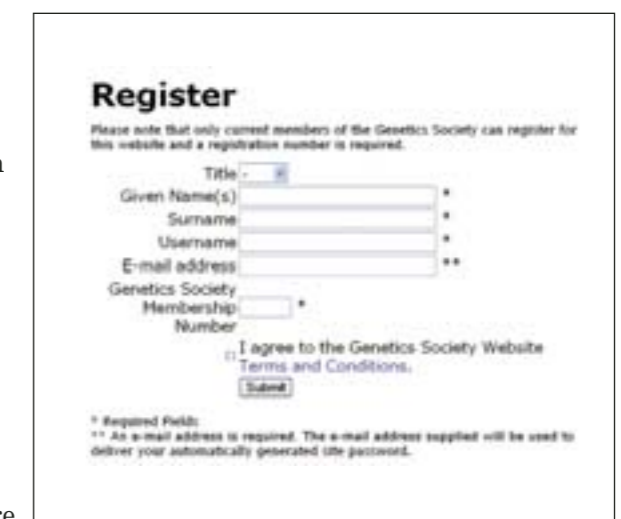 Register
Please note that only current members of the Genetics Society can register for
this website and a registration number is required.
Title -
Given Name(s) *
Surname *
Username *
E-mail address **
Genetics Society
Membership *
Number
I agree to the Genetics Society Website
Terms and Conditions.
Submit
* Required Fields
** An e-mail address is required. The e-mail address supplied will be used to
deliver your automatically generated site password.